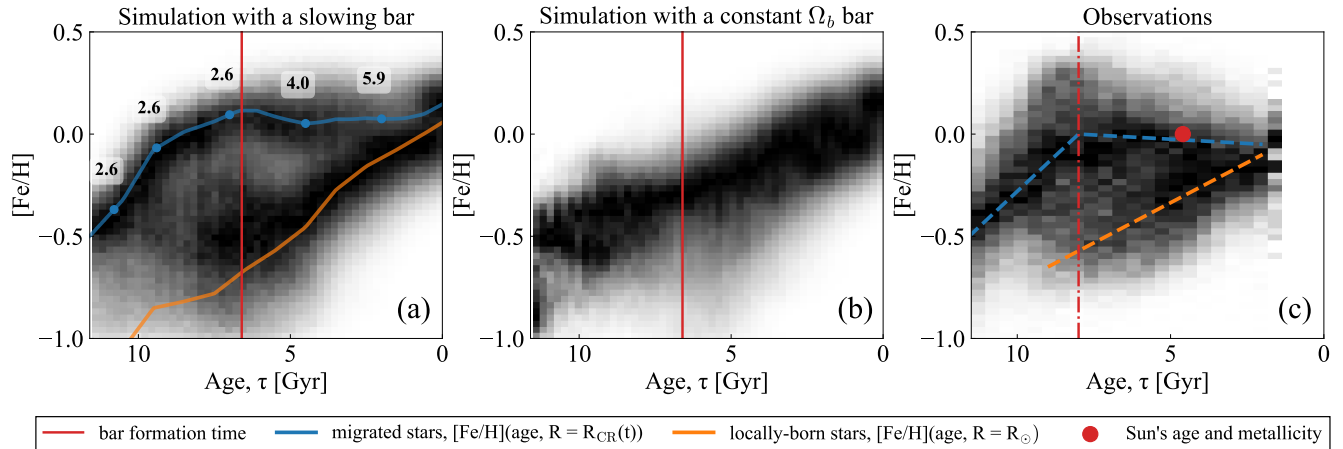 Simulation with a slowing bar
Simulation with a constant Ω_b bar
Observations
[Fe/H]
0.5
0.0
−0.5
−1.0
2.6
2.6
2.6
4.0
5.9
(a)
10
5
0
Age, τ [Gyr]
[Fe/H]
0.5
0.0
−0.5
−1.0
(b)
10
5
0
Age, τ [Gyr]
[Fe/H]
0.5
0.0
−0.5
−1.0
(c)
10
5
0
Age, τ [Gyr]
bar formation time
migrated stars, [Fe/H](age, R = R_CR(t))
locally-born stars, [Fe/H](age, R = R_⊙)
Sun's age and metallicity